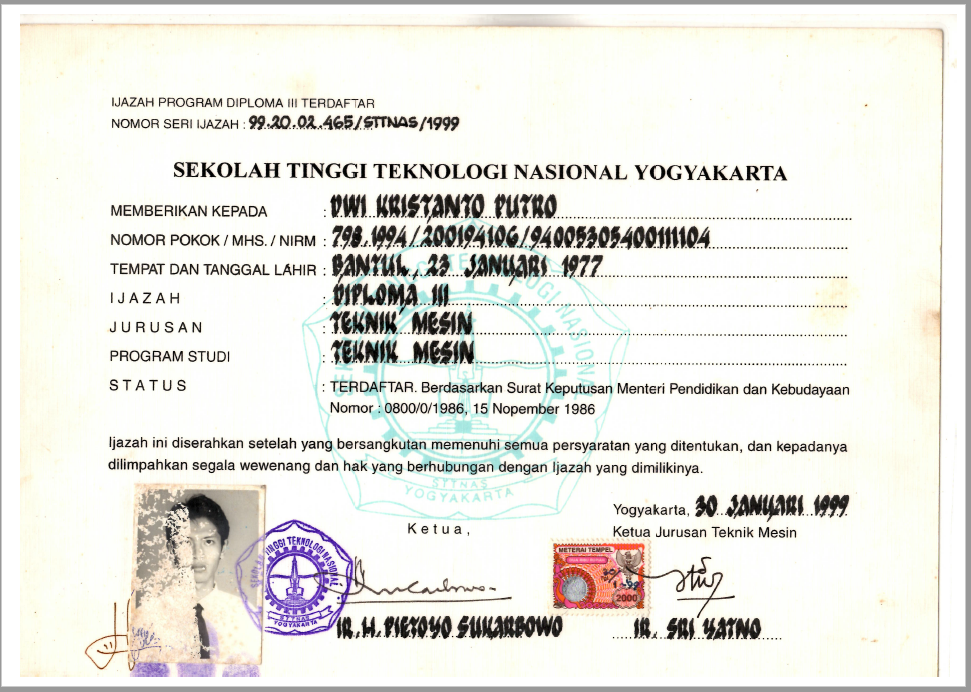 IJAZAH PROGRAM DIPLOMA III TERDAFTAR
NOMOR SERI IJAZAH : 99.20.02.465/STTNAS/1999
SEKOLAH TINGGI TEKNOLOGI NASIONAL YOGYAKARTA
MEMBERIKAN KEPADA : DWI KRISTANTO PUTRO
NOMOR POKOK / MHS. / NIRM : 798.1994/200194106/94005305400111104
TEMPAT DAN TANGGAL LAHIR : BANTUL, 23 JANUARI 1977
IJAZAH : DIPLOMA III
JURUSAN : TEKNIK MESIN
PROGRAM STUDI : TEKNIK MESIN
STATUS : TERDAFTAR. Berdasarkan Surat Keputusan Menteri Pendidikan dan Kebudayaan
Nomor : 0800/0/1986, 15 Nopember 1986
Ijazah ini diserahkan setelah yang bersangkutan memenuhi semua persyaratan yang ditentukan, dan kepadanya
dilimpahkan segala wewenang dan hak yang berhubungan dengan Ijazah yang dimilikinya.
STTNAS
YOGYAKARTA
Yogyakarta, 30 JANUARI 1999
Ketua,
Ketua Jurusan Teknik Mesin
SEKOLAH TINGGI TEKNOLOGI NASIONAL
STTNAS
YOGYAKARTA
METERAI TEMPEL
2000
IR. H. PIETOYO SUKARBOWO
IR. SRI YATNO